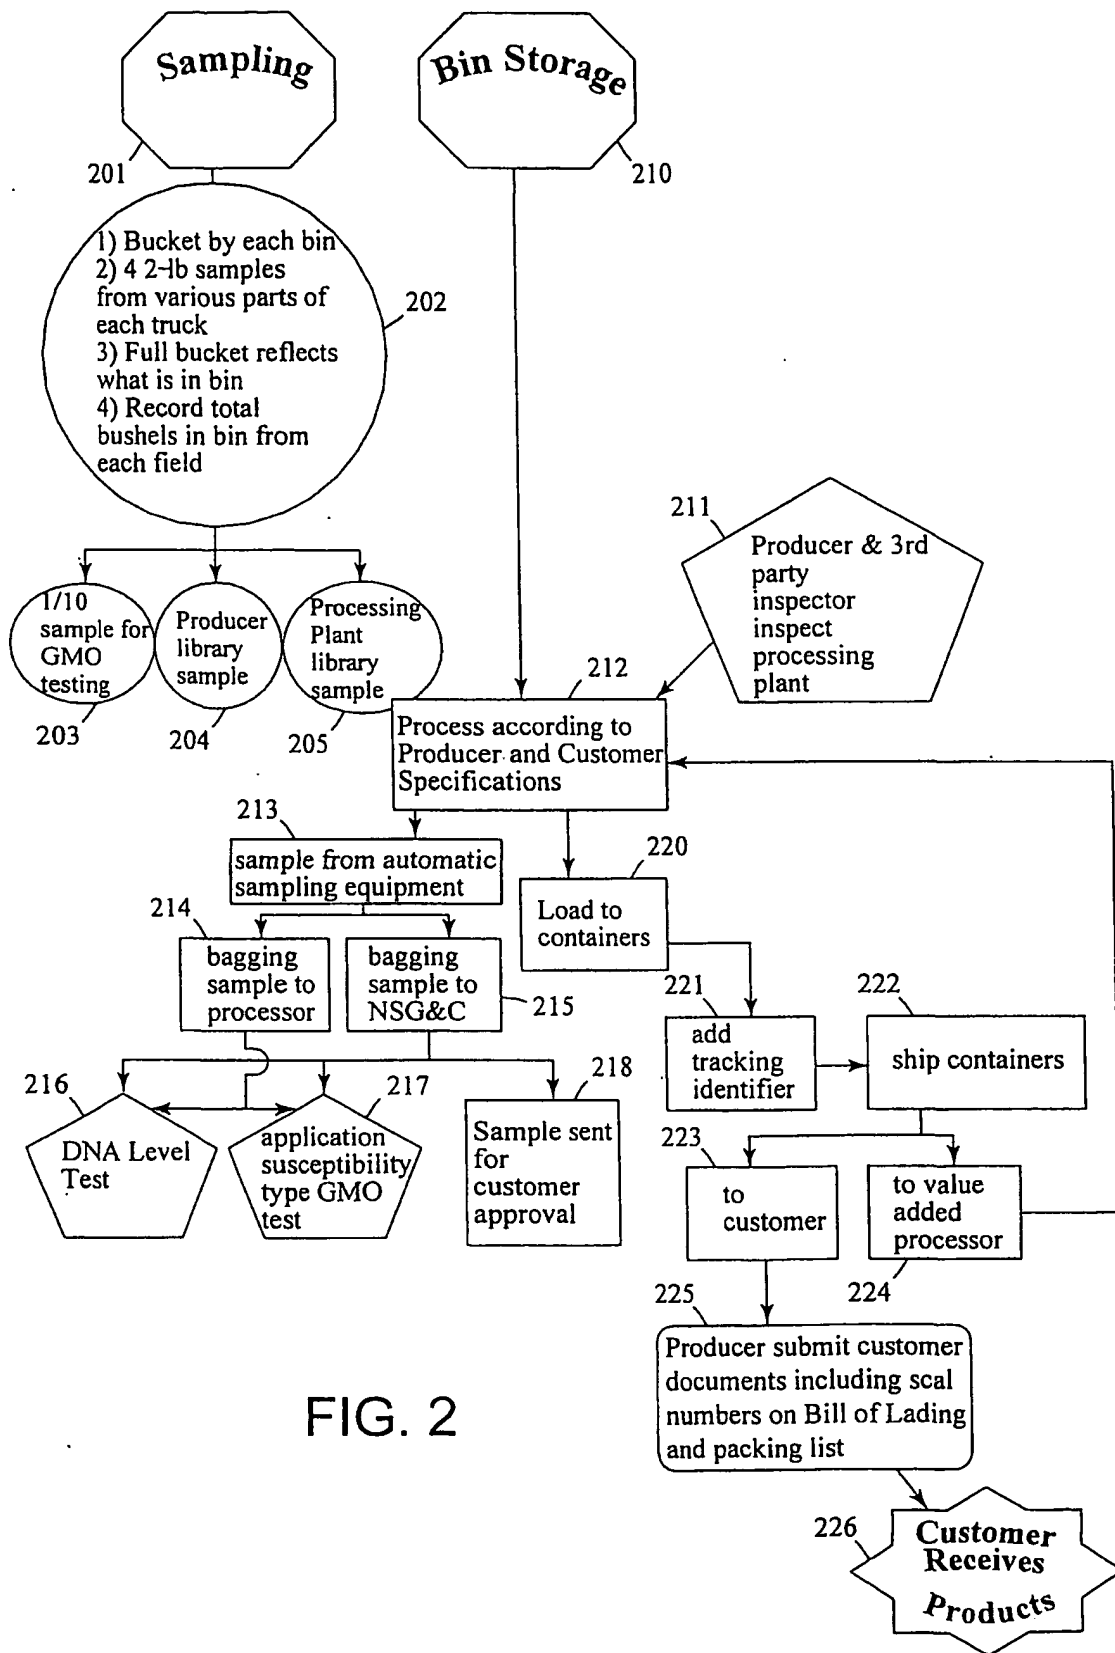 Sampling
201
Bin Storage
210
1) Bucket by each bin
2) 4 2-lb samples
from various parts of
each truck
3) Full bucket reflects
what is in bin
4) Record total
bushels in bin from
each field
202
1/10
sample for
GMO
testing
203
Producer
library
sample
204
Processing
Plant
library
sample
205
211
Producer & 3rd
party
inspector
inspect
processing
plant
212
Process according to
Producer and Customer
Specifications
213
sample from automatic
sampling equipment
214
bagging
sample to
processor
bagging
sample to
NSG&C
215
220
Load to
containers
221
add
tracking
identifier
222
ship containers
216
DNA Level
Test
217
application
susceptibility
type GMO
test
218
Sample sent
for
customer
approval
223
to
customer
to value
added
processor
224
225
Producer submit customer
documents including scal
numbers on Bill of Lading
and packing list
226
Customer
Receives
Products
FIG. 2